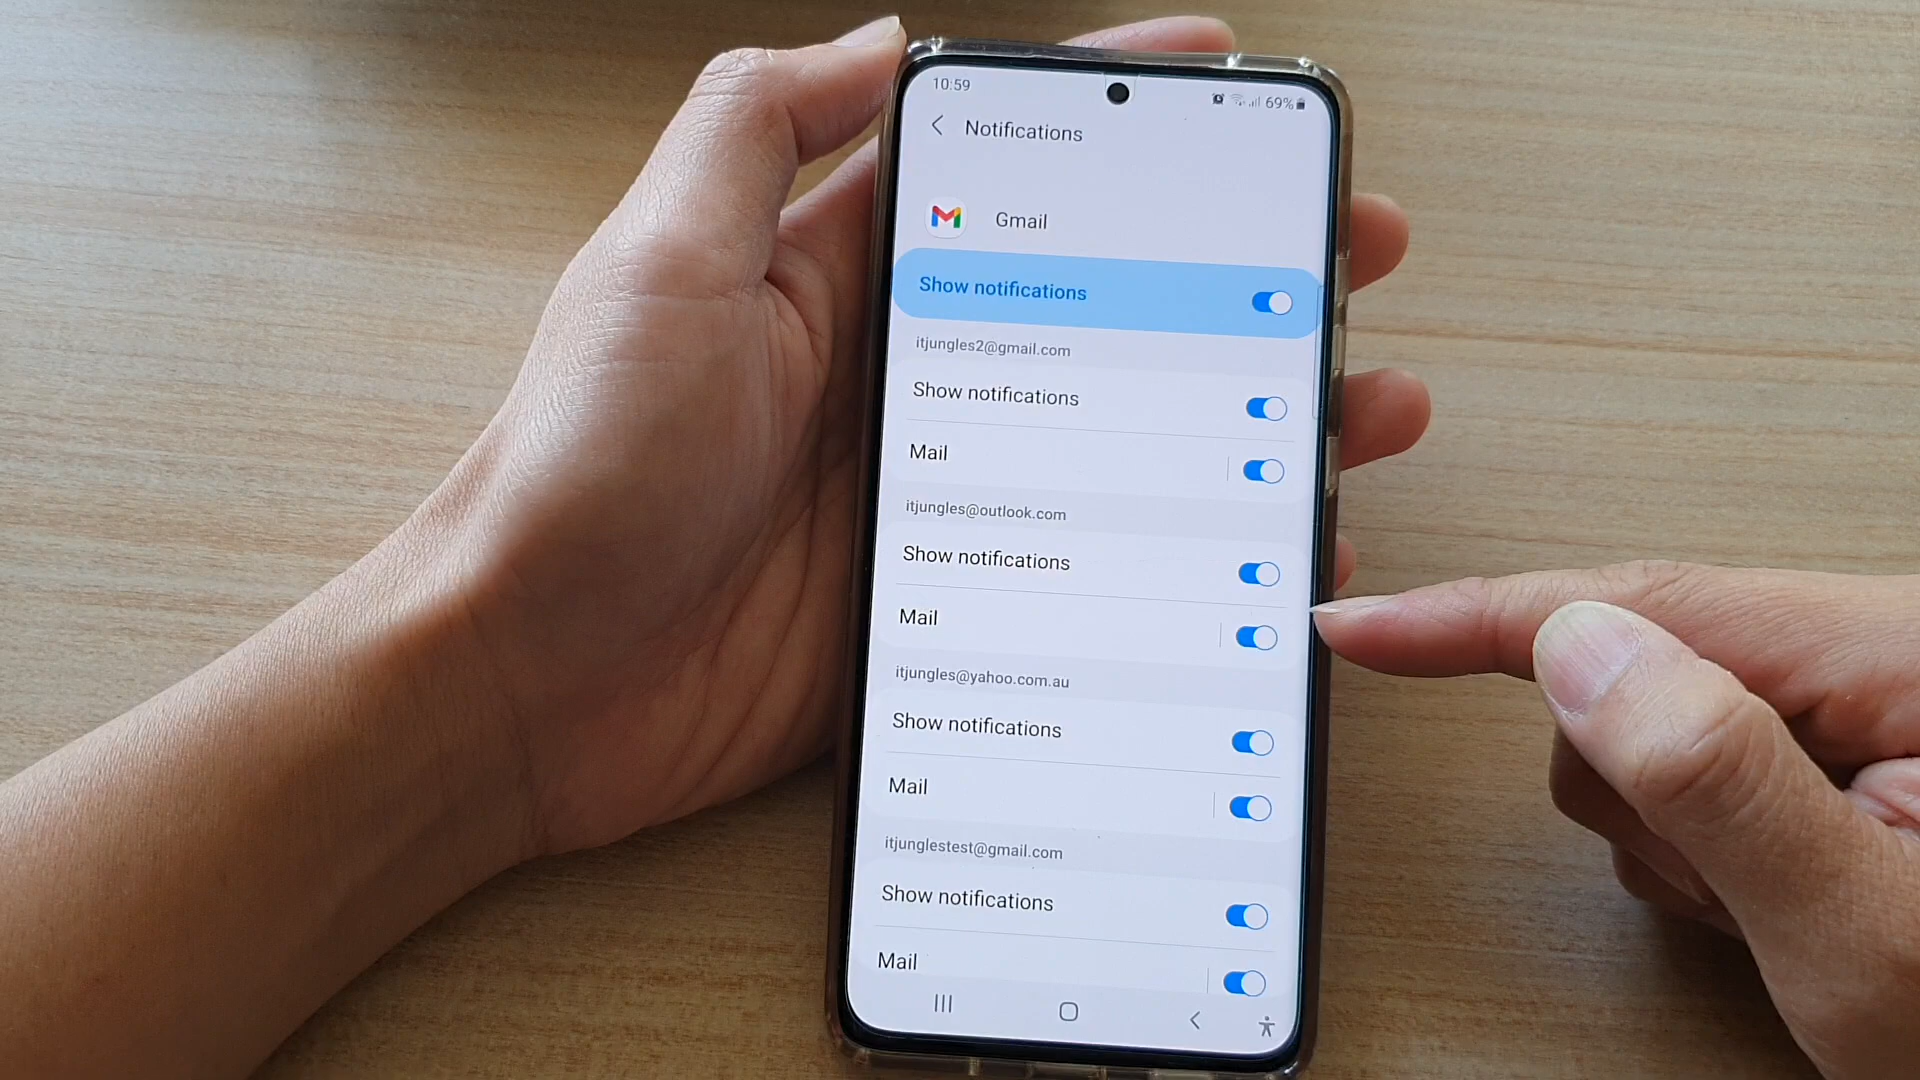 10:59
69%
Notifications
Gmail
Show notifications
itjungles2@gmail.com
Show notifications
Mail
itjungles@outlook.com
Show notifications
Mail
itjungles@yahoo.com.au
Show notifications
Mail
itjunglestest@gmail.com
Show notifications
Mail